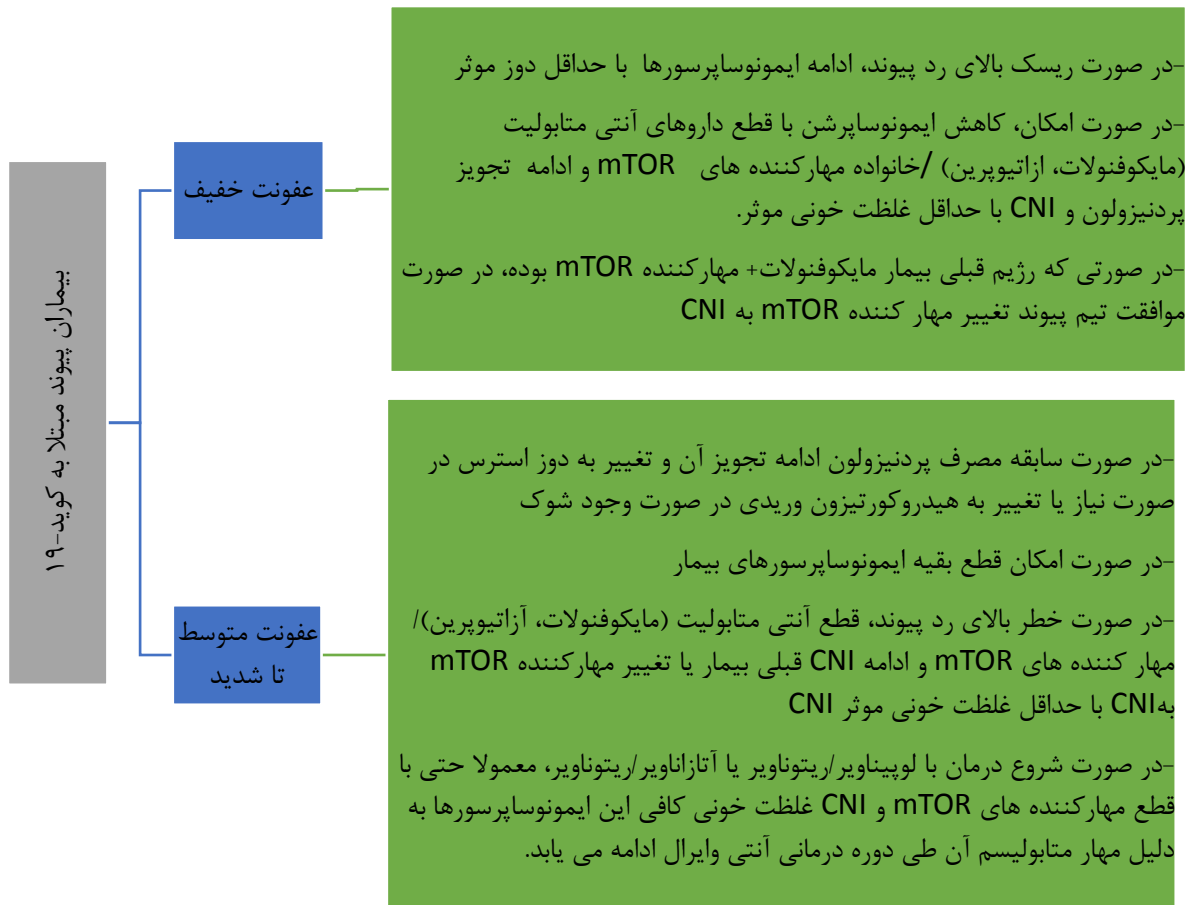 بیماران پیوند مبتلا به کوید-۱۹
عفونت خفیف
-در صورت ریسک بالای رد پیوند، ادامه ایمونوساپرسورها با حداقل دوز موثر
-در صورت امکان، کاهش ایمونوساپرشن با قطع داروهای آنتی متابولیت
(مایکوفنولات، ازاتیوپرین) /خانواده مهارکننده های mTOR و ادامه تجویز
پردنیزولون و CNI با حداقل غلظت خونی موثر.
-در صورتی که رژیم قبلی بیمار مایکوفنولات+ مهارکننده mTOR بوده، در صورت
موافقت تیم پیوند تغییر مهار کننده mTOR به CNI
عفونت متوسط
تا شدید
-در صورت سابقه مصرف پردنیزولون ادامه تجویز آن و تغییر به دوز استرس در
صورت نیاز یا تغییر به هیدروکورتیزون وریدی در صورت وجود شوک
-در صورت امکان قطع بقیه ایمونوساپرسورهای بیمار
-در صورت خطر بالای رد پیوند، قطع آنتی متابولیت (مایکوفنولات، آزاتیوپرین)/
مهار کننده های mTOR و ادامه CNI قبلی بیمار یا تغییر مهارکننده mTOR
بهCNI با حداقل غلظت خونی موثر CNI
-در صورت شروع درمان با لوپیناویر/ریتوناویر یا آتازاناویر/ریتوناویر، معمولا حتی با
قطع مهارکننده های mTOR و CNI غلظت خونی کافی این ایمونوساپرسورها به
دلیل مهار متابولیسم آن طی دوره درمانی آنتی وایرال ادامه می یابد.